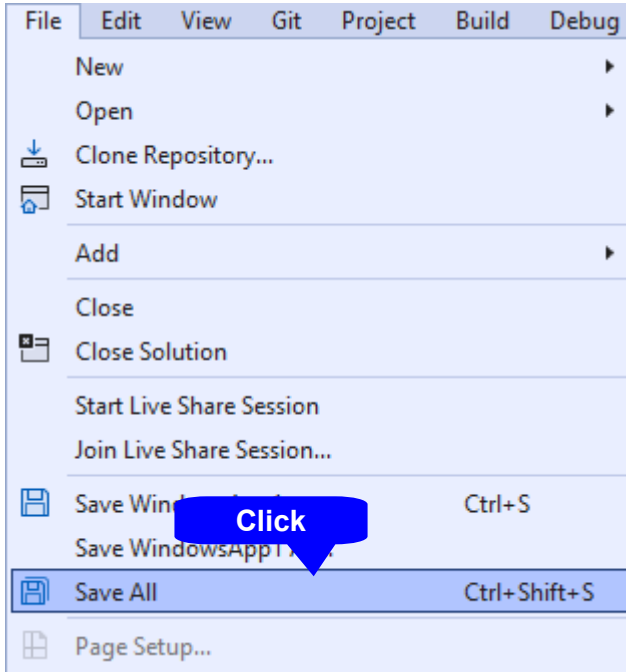 File Edit View Git Project Build Debug
New
Open
Clone Repository...
Start Window
Add
Close
Close Solution
Start Live Share Session
Join Live Share Session...
Save Ctrl+S
Click
Save WindowsApp1
Save All Ctrl+Shift+S
Page Setup...